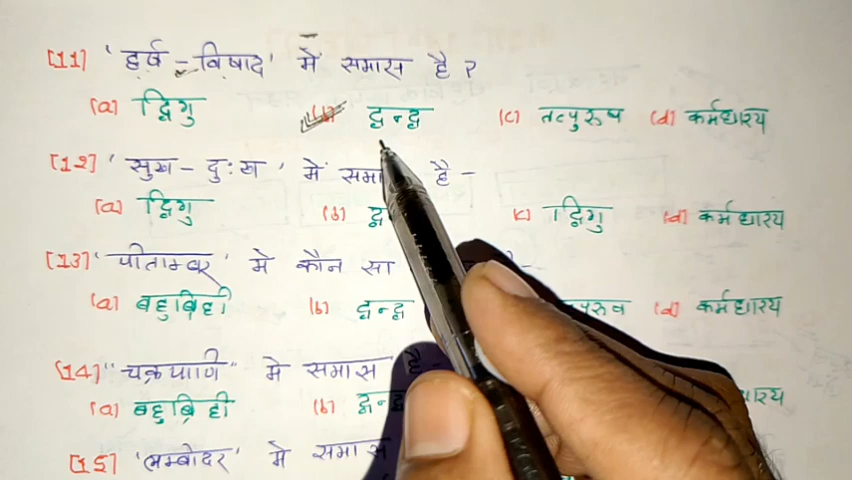 [11] 'हर्ष - विषाद' में समास है ?
(a) द्विगु (b) द्वन्द्व (c) तत्पुरुष (d) कर्मधारय
[12] 'सुख - दुःख' में समा है -
(a) द्विगु (b) (c) द्विगु (d) कर्मधारय
[13] 'पीताम्बर' मे कौन सा
(a) बहुब्रिही (b) द्वन्द्व (d) कर्मधारय
[14] "चक्रपाणि" मे समास है -
(a) बहुब्रिही (b)
[15] 'लम्बोदर' मे समास